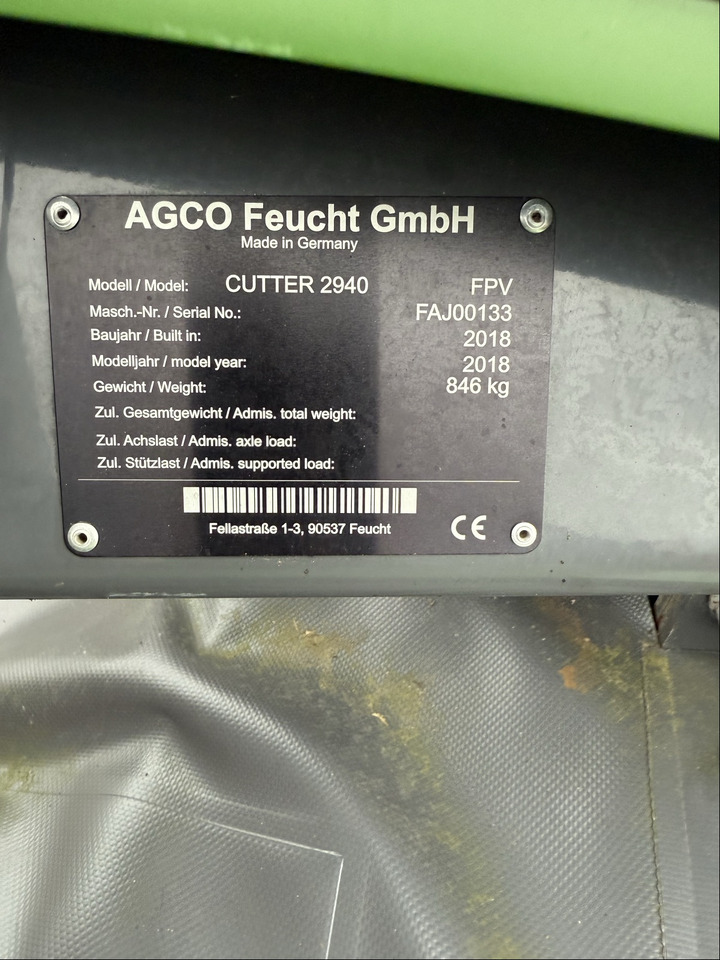 AGCO Feucht GmbH
Made in Germany
Modell / Model: CUTTER 2940 FPV
Masch.-Nr. / Serial No.: FAJ00133
Baujahr / Built in: 2018
Modelljahr / model year: 2018
Gewicht / Weight: 846 kg
Zul. Gesamtgewicht / Admis. total weight:
Zul. Achslast / Admis. axle load:
Zul. Stützlast / Admis. supported load:
Fellastraße 1-3, 90537 Feucht CE